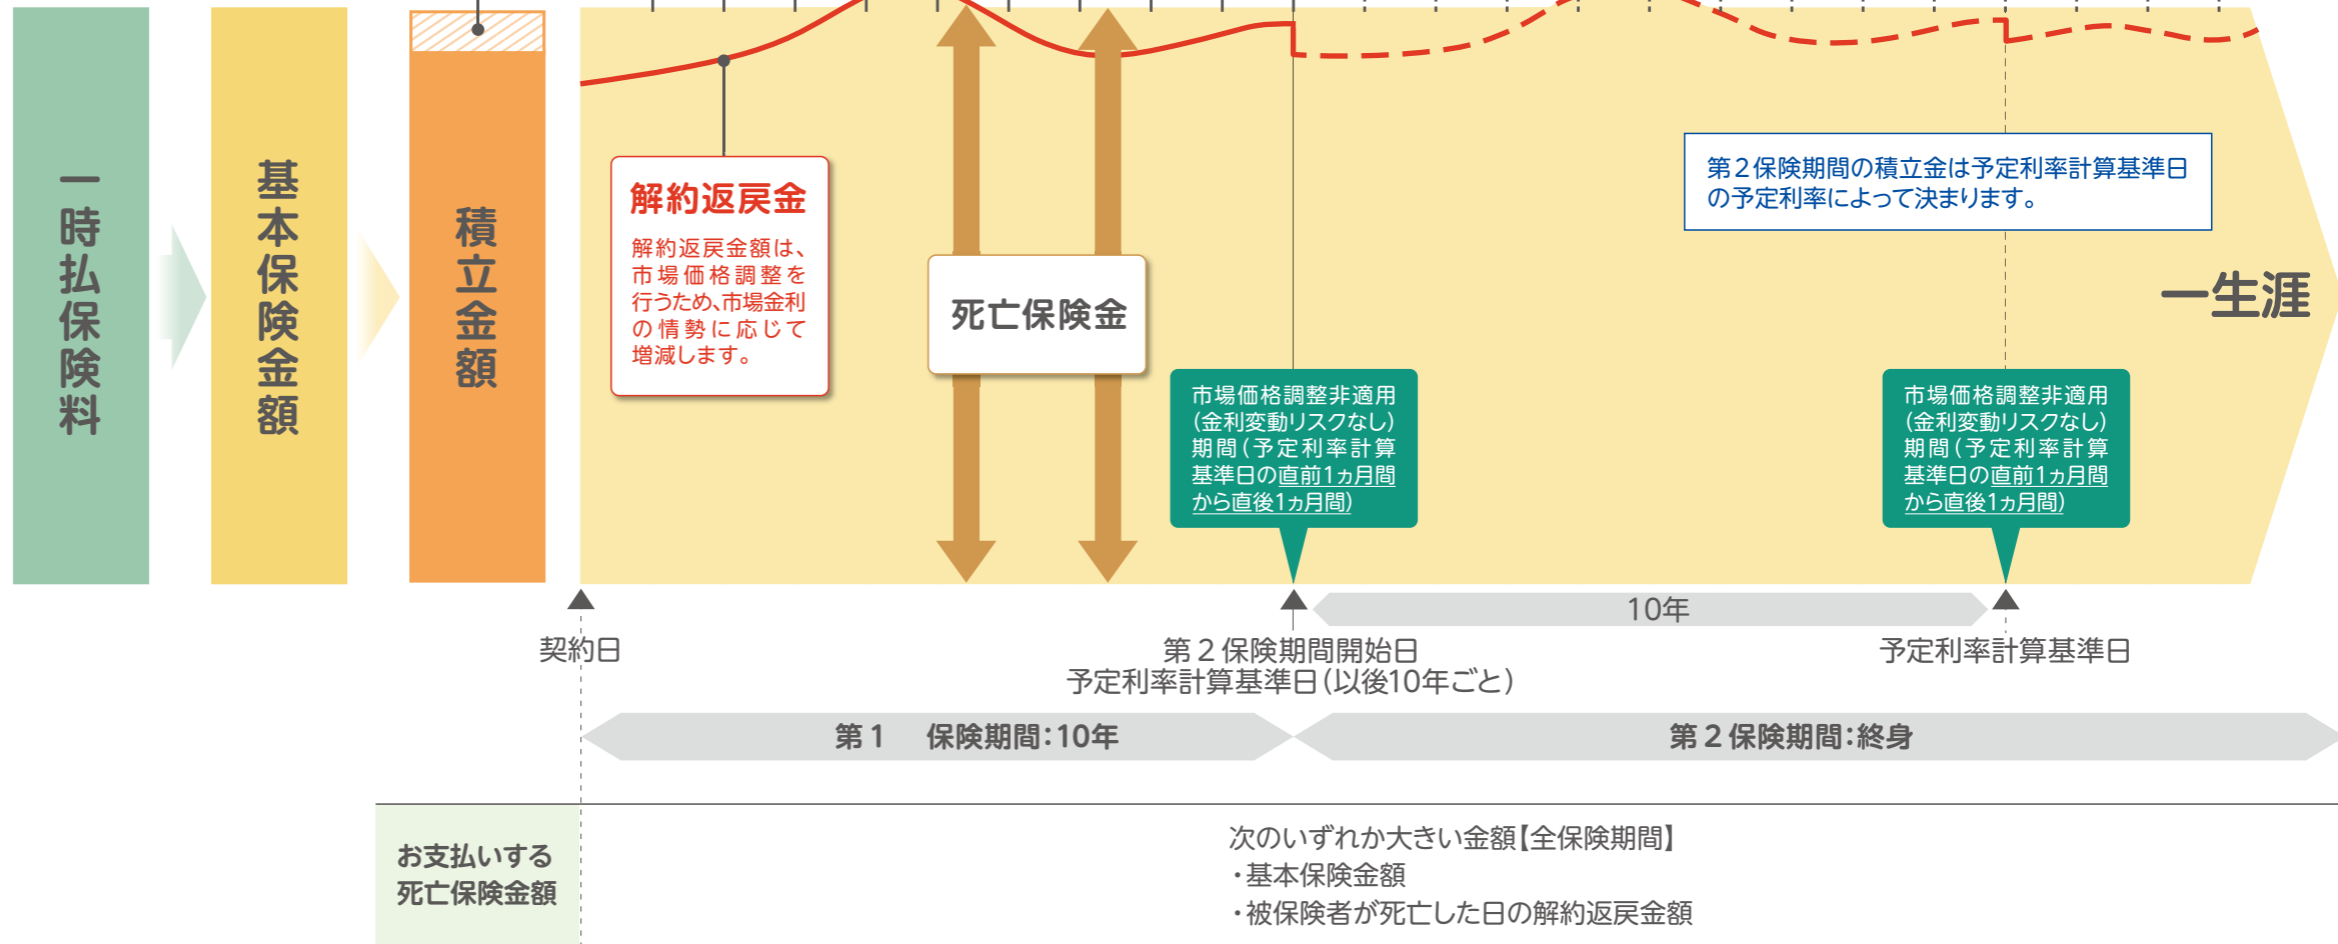 一時払保険料
基本保険金額
積立金額
解約返戻金
解約返戻金額は、
市場価格調整を
行うため、市場金利
の情勢に応じて
増減します。
死亡保険金
第2保険期間の積立金は予定利率計算基準日
の予定利率によって決まります。
一生涯
市場価格調整非適用
(金利変動リスクなし)
期間(予定利率計算
基準日の直前1ヵ月間
から直後1ヵ月間)
市場価格調整非適用
(金利変動リスクなし)
期間(予定利率計算
基準日の直前1ヵ月間
から直後1ヵ月間)
10年
契約日
第2保険期間開始日
予定利率計算基準日(以後10年ごと)
予定利率計算基準日
第1 保険期間:10年
第2保険期間:終身
お支払いする
死亡保険金額
次のいずれか大きい金額【全保険期間】
・基本保険金額
・被保険者が死亡した日の解約返戻金額